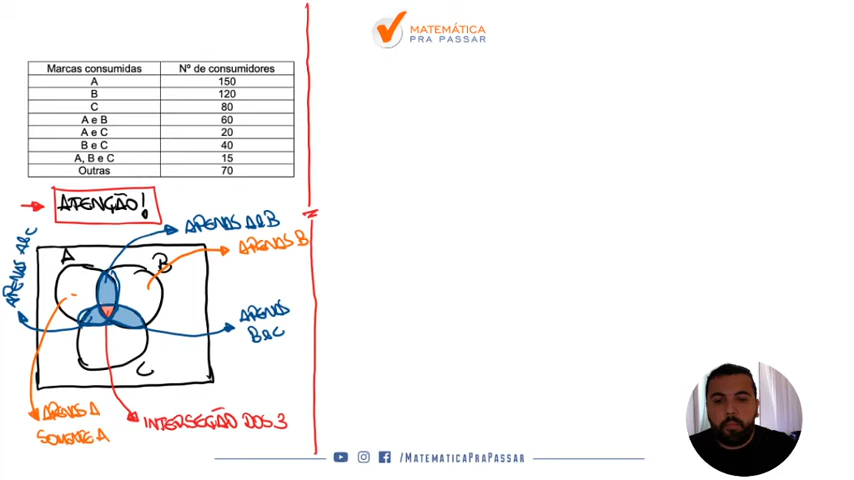 MATEMÁTICA
PRA PASSAR
Marcas consumidas Nº de consumidores
A 150
B 120
C 80
A e B 60
A e C 20
B e C 40
A, B e C 15
Outras 70
ATENÇÃO!
APENAS A e B
APENAS B
APENAS A e C
A
B
C
APENAS
B e C
APENAS A
SOMENTE A
INTERSEÇÃO DOS 3
/MATEMATICAPRAPASSAR